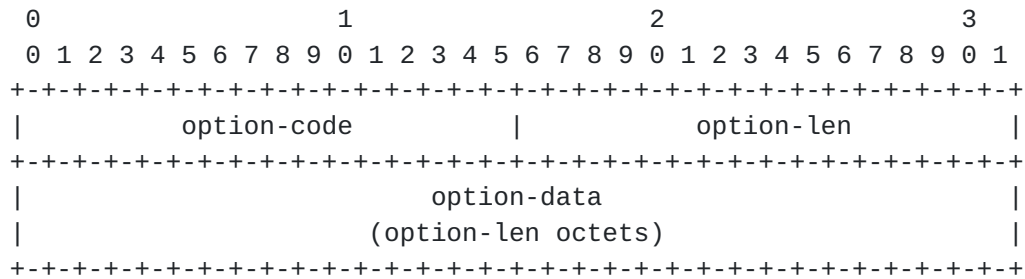 0                   1                   2                   3
 0 1 2 3 4 5 6 7 8 9 0 1 2 3 4 5 6 7 8 9 0 1 2 3 4 5 6 7 8 9 0 1
+-+-+-+-+-+-+-+-+-+-+-+-+-+-+-+-+-+-+-+-+-+-+-+-+-+-+-+-+-+-+-+-+
|          option-code          |           option-len          |
+-+-+-+-+-+-+-+-+-+-+-+-+-+-+-+-+-+-+-+-+-+-+-+-+-+-+-+-+-+-+-+-+
|                          option-data                          |
|                      (option-len octets)                      |
+-+-+-+-+-+-+-+-+-+-+-+-+-+-+-+-+-+-+-+-+-+-+-+-+-+-+-+-+-+-+-+-+